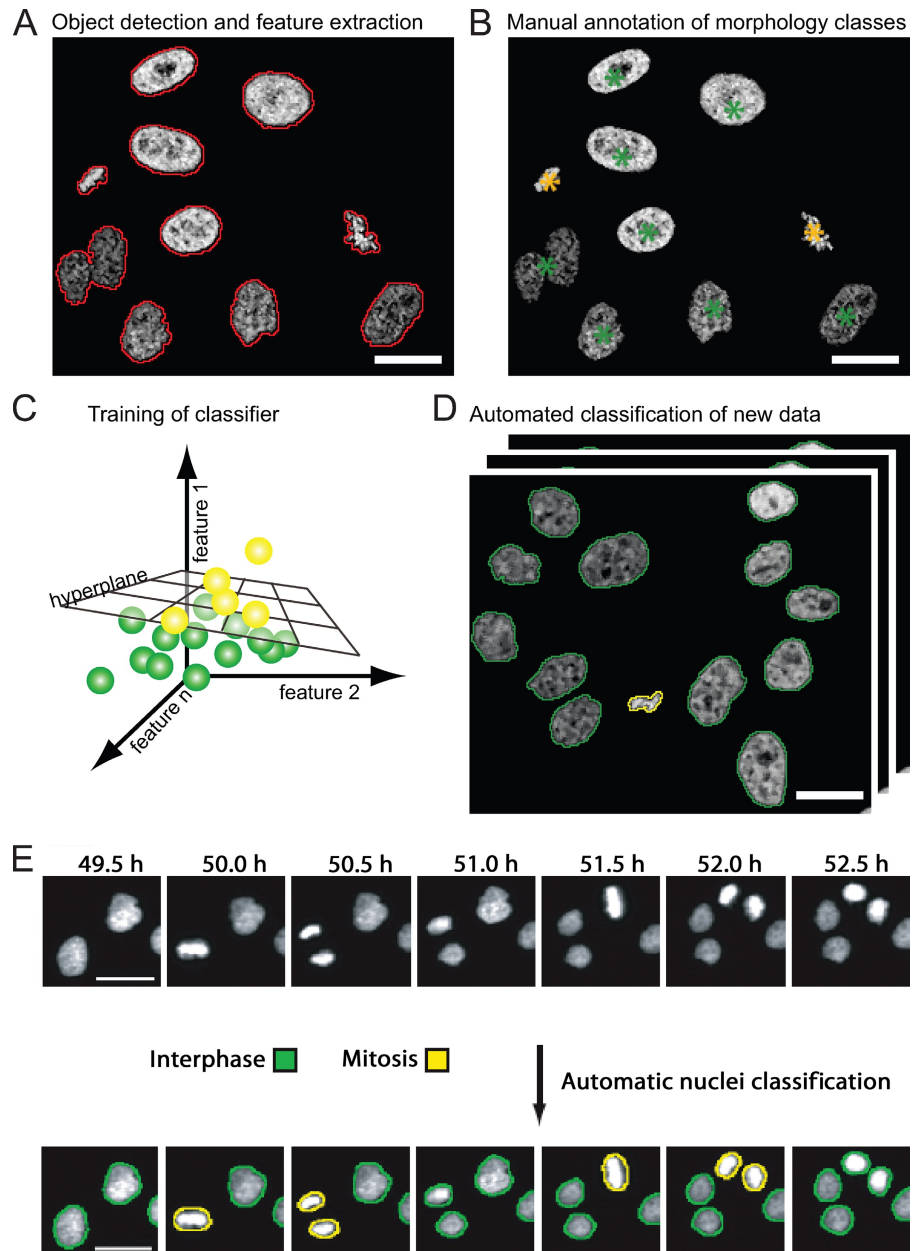 A Object detection and feature extraction
B Manual annotation of morphology classes
C Training of classifier
feature 1
hyperplane
feature 2
feature n
D Automated classification of new data
E
49.5 h 50.0 h 50.5 h 51.0 h 51.5 h 52.0 h 52.5 h
Interphase Mitosis
Automatic nuclei classification